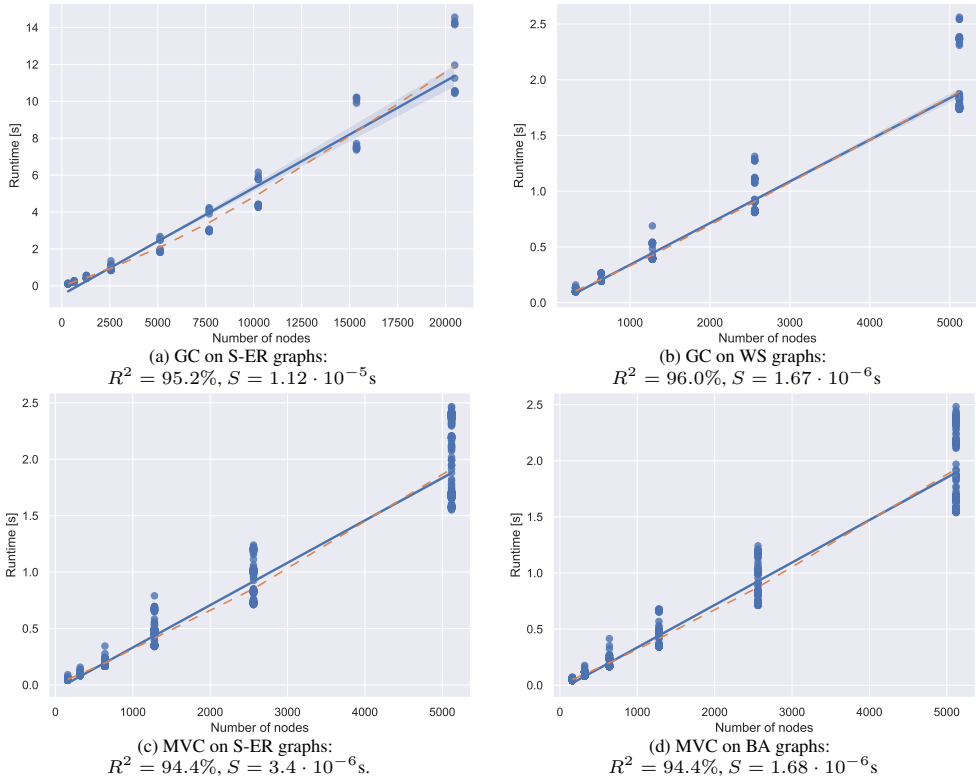 14
12
10
8
6
4
2
0
Runtime [s]
0 2500 5000 7500 10000 12500 15000 17500 20000
Number of nodes
(a) GC on S-ER graphs:
R² = 95.2%, S = 1.12 · 10⁻⁵s
2.5
2.0
1.5
1.0
0.5
0.0
Runtime [s]
1000 2000 3000 4000 5000
Number of nodes
(b) GC on WS graphs:
R² = 96.0%, S = 1.67 · 10⁻⁶s
2.5
2.0
1.5
1.0
0.5
0.0
Runtime [s]
0 1000 2000 3000 4000 5000
Number of nodes
(c) MVC on S-ER graphs:
R² = 94.4%, S = 3.4 · 10⁻⁶s.
2.5
2.0
1.5
1.0
0.5
0.0
Runtime [s]
0 1000 2000 3000 4000 5000
Number of nodes
(d) MVC on BA graphs:
R² = 94.4%, S = 1.68 · 10⁻⁶s